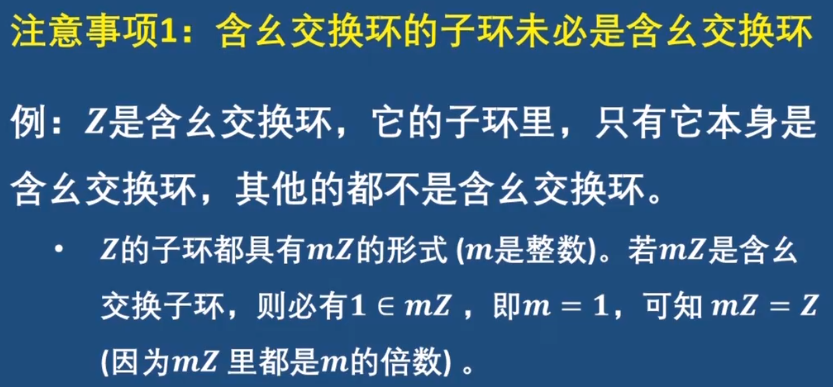 注意事项1：含幺交换环的子环未必是含幺交换环
例：Z是含幺交换环，它的子环里，只有它本身是
含幺交换环，其他的都不是含幺交换环。
• Z的子环都具有mZ的形式 (m是整数)。若mZ是含幺
交换子环，则必有1 ∈ mZ ，即m = 1，可知 mZ = Z
(因为mZ 里都是m的倍数) 。